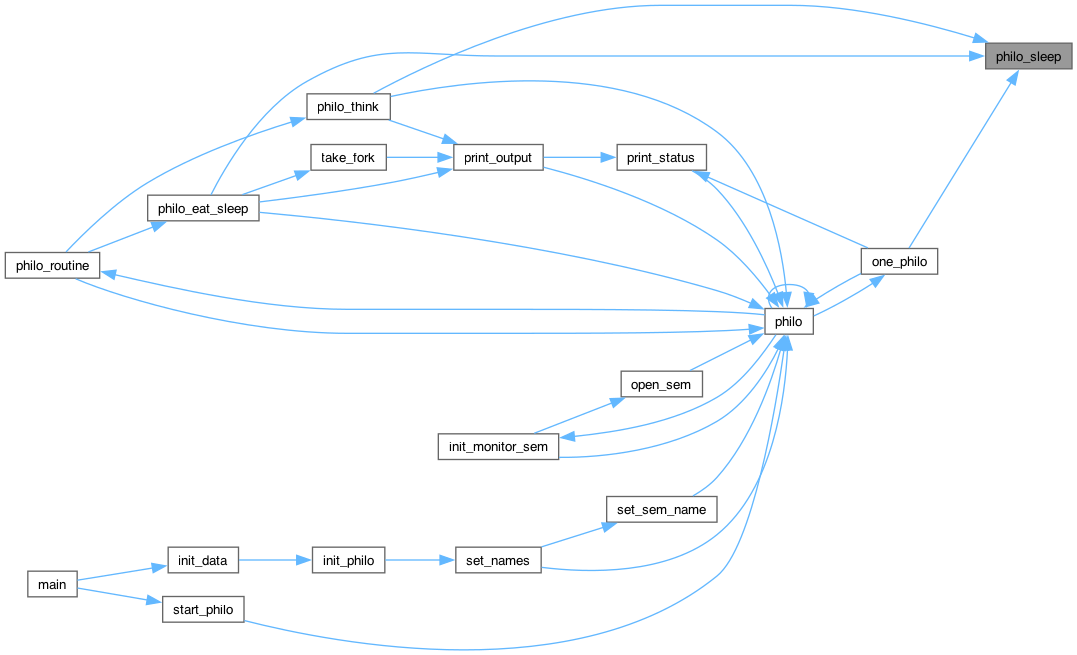 philo_sleep
philo_think
take_fork
print_output
print_status
philo_eat_sleep
philo_routine
one_philo
philo
open_sem
init_monitor_sem
set_sem_name
init_data
init_philo
set_names
main
start_philo